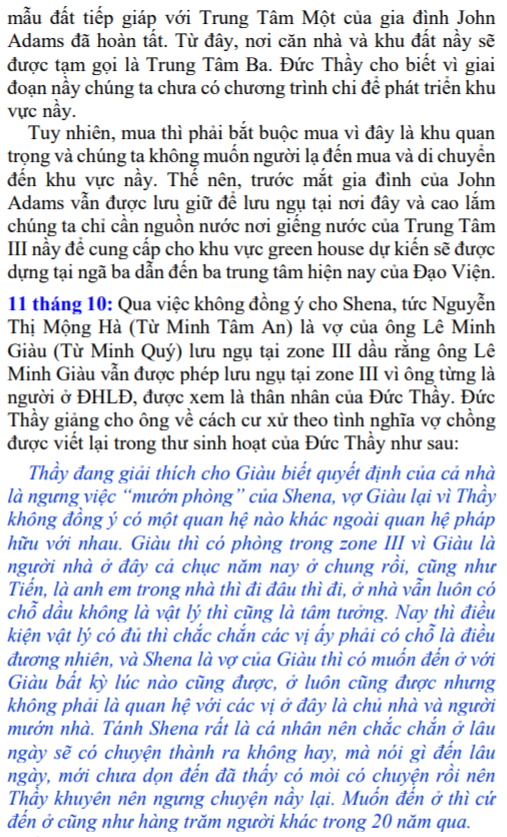 mẫu đất tiếp giáp với Trung Tâm Một của gia đình John
Adams đã hoàn tất. Từ đây, nơi căn nhà và khu đất nầy sẽ
được tạm gọi là Trung Tâm Ba. Đức Thầy cho biết vì giai
đoạn nầy chúng ta chưa có chương trình chi để phát triển khu
vực nầy.
Tuy nhiên, mua thì phải bắt buộc mua vì đây là khu quan
trọng và chúng ta không muốn người lạ đến mua và di chuyển
đến khu vực nầy. Thế nên, trước mắt gia đình của John
Adams vẫn được lưu giữ để lưu ngụ tại nơi đây và cao lắm
chúng ta chỉ cần nguồn nước nơi giếng nước của Trung Tâm
III nầy để cung cấp cho khu vực green house dự kiến sẽ được
dựng tại ngã ba dẫn đến ba trung tâm hiện nay của Đạo Viện.
11 tháng 10: Qua việc không đồng ý cho Shena, tức Nguyễn
Thị Mộng Hà (Từ Minh Tâm An) là vợ của ông Lê Minh
Giàu (Từ Minh Quý) lưu ngụ tại zone III dầu rằng ông Lê
Minh Giàu vẫn được phép lưu ngụ tại zone III vì ông từng là
người ở ĐHLĐ, được xem là thân nhân của Đức Thầy. Đức
Thầy giảng cho ông về cách cư xử theo tình nghĩa vợ chồng
được viết lại trong thư sinh hoạt của Đức Thầy như sau:
Thầy đang giải thích cho Giàu biết quyết định của cả nhà
là ngưng việc “mướn phòng” của Shena, vợ Giàu lại vì Thầy
không đồng ý có một quan hệ nào khác ngoài quan hệ pháp
hữu với nhau. Giàu thì có phòng trong zone III vì Giàu là
người nhà ở đây cả chục năm nay ở chung rồi, cũng như
Tiến, là anh em trong nhà thì đi đâu thì đi, ở nhà vẫn luôn có
chỗ dầu không là vật lý thì cũng là tâm tưởng. Nay thì điều
kiện vật lý có đủ thì chắc chắn các vị ấy phải có chỗ là điều
đương nhiên, và Shena là vợ của Giàu thì có muốn đến ở với
Giàu bất kỳ lúc nào cũng được, ở luôn cũng được nhưng
không phải là quan hệ với các vị ở đây là chủ nhà và người
mướn nhà. Tánh Shena rất là cá nhân nên chắc chắn ở lâu
ngày sẽ có chuyện thành ra không hay, mà nói gì đến lâu
ngày, mới chưa dọn đến đã thấy có mòi có chuyện rồi nên
Thầy khuyên nên ngưng chuyện nầy lại. Muốn đến ở thì cứ
đến ở cũng như hàng trăm người khác trong 20 năm qua.